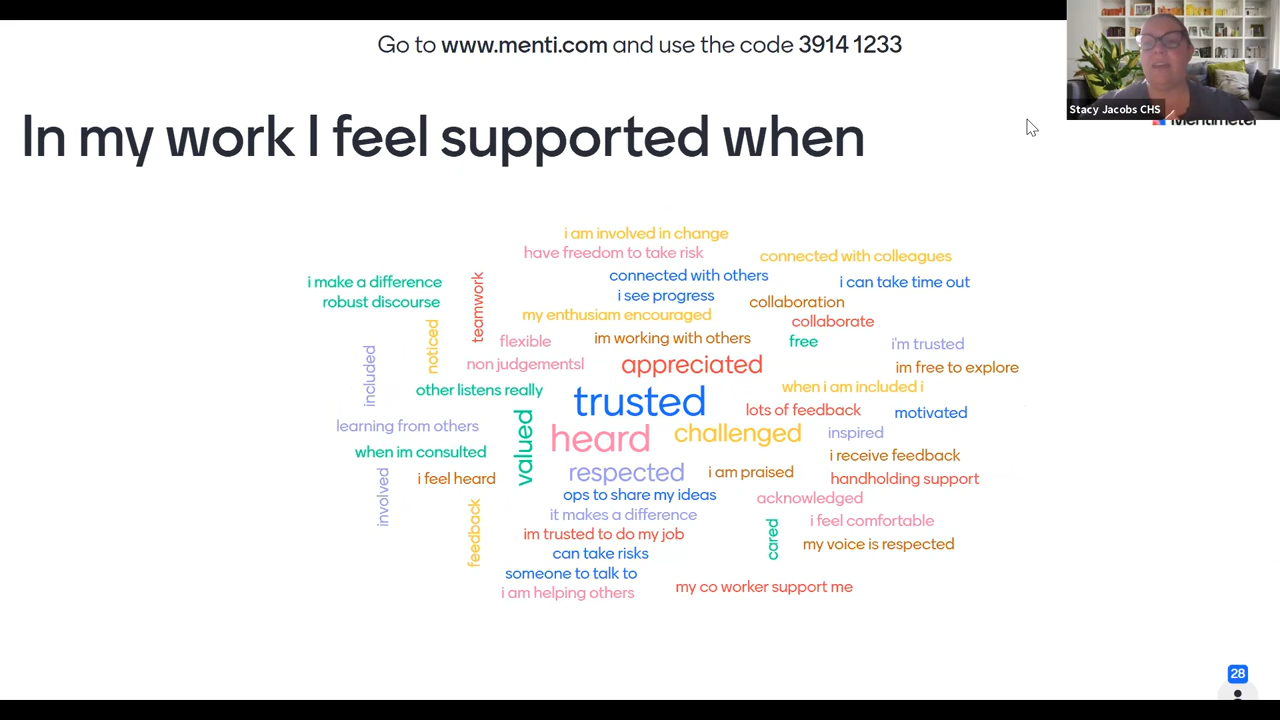 Go to www.menti.com and use the code 3914 1233
Stacy Jacobs CHS
Mentimeter
In my work I feel supported when
i am involved in change
have freedom to take risk
connected with colleagues
connected with others
i make a difference
i can take time out
i see progress
robust discourse
collaboration
teamwork
my enthusiam encouraged
collaborate
noticed
flexible
im working with others
free
i'm trusted
included
non judgementsl
appreciated
im free to explore
other listens really
when i am included i
trusted
lots of feedback
motivated
learning from others
valued
heard
challenged
inspired
when im consulted
i receive feedback
involved
i feel heard
respected
i am praised
handholding support
ops to share my ideas
acknowledged
feedback
it makes a difference
cared
i feel comfortable
im trusted to do my job
my voice is respected
can take risks
someone to talk to
my co worker support me
i am helping others
28